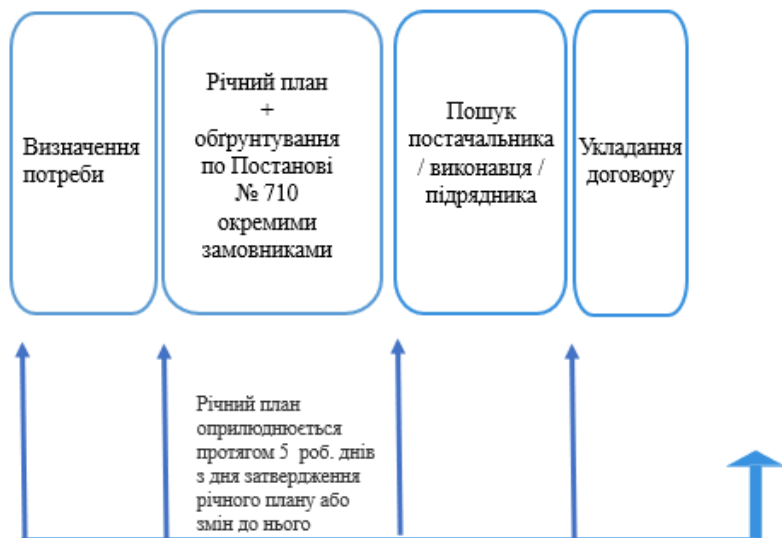 Визначення
потреби
Річний план
+
обґрунтування
по Постанові
№ 710
окремими
замовниками
Пошук
постачальника
/ виконавця /
підрядника
Укладання
договору
Річний план
оприлюднюється
протягом 5 роб. днів
з дня затвердження
річного плану або
змін до нього